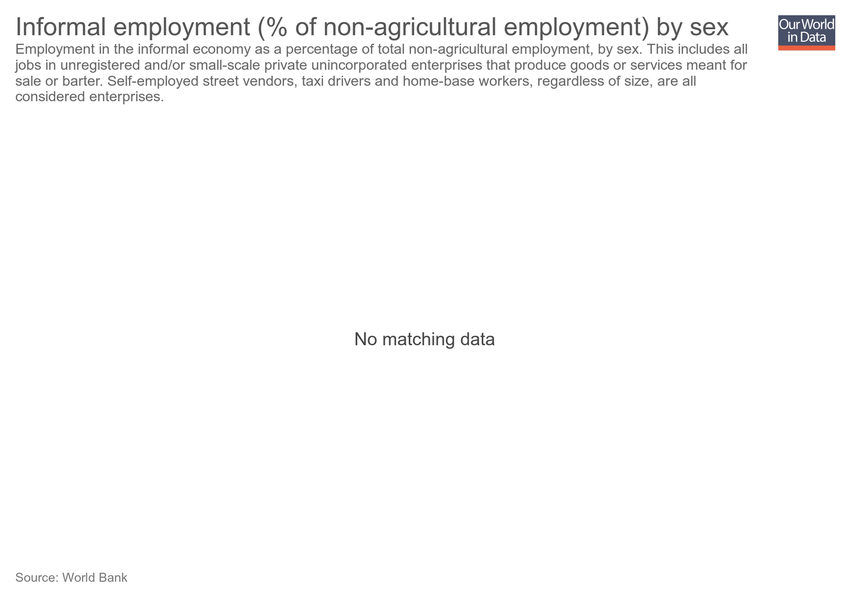 Informal employment (% of non-agricultural employment) by sex
Our World
in Data
Employment in the informal economy as a percentage of total non-agricultural employment, by sex. This includes all
jobs in unregistered and/or small-scale private unincorporated enterprises that produce goods or services meant for
sale or barter. Self-employed street vendors, taxi drivers and home-base workers, regardless of size, are all
considered enterprises.
No matching data
Source: World Bank